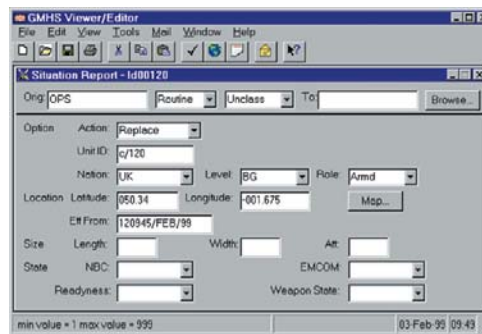 GMHS Viewer/Editor
File Edit View Tools Mail Window Help
Situation Report - Id00120
Orig: OPS Routine Unclass To: Browse...
Option Action: Replace
Unit ID: c/120
Nation: UK Level: BG Role: Armd
Location Latitude: 050.34 Longitude: -001.675 Map...
Eff From: 120945/FEB/99
Size Length: Width: Att:
State NBC: EMCOM:
Readyness: Weapon State:
min value = 1 max value = 999 03-Feb-99 09:43